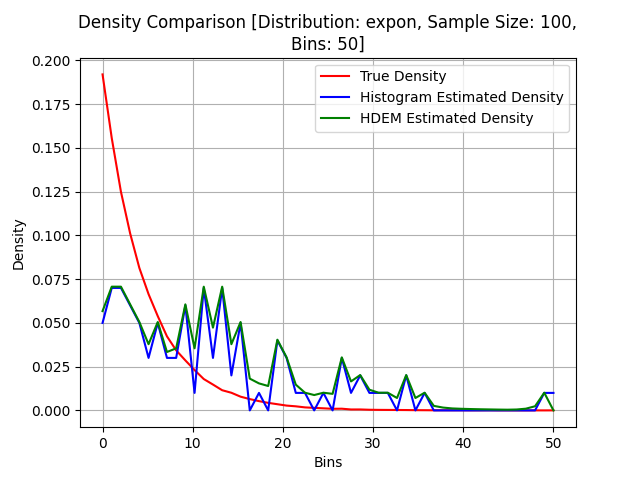 Density Comparison [Distribution: expon, Sample Size: 100,
Bins: 50]
0.200
0.175
0.150
0.125
0.100
0.075
0.050
0.025
0.000
Density
True Density
Histogram Estimated Density
HDEM Estimated Density
0 10 20 30 40 50
Bins